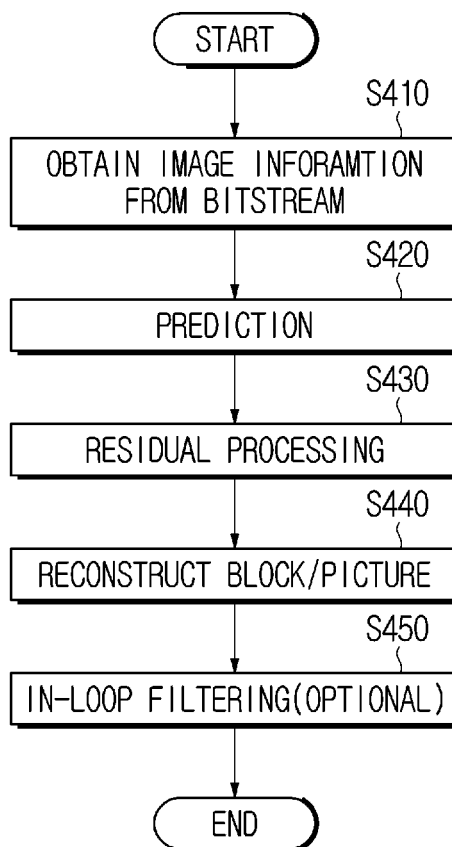 START
S410
OBTAIN IMAGE INFORAMTION
FROM BITSTREAM
S420
PREDICTION
S430
RESIDUAL PROCESSING
S440
RECONSTRUCT BLOCK/PICTURE
S450
IN-LOOP FILTERING(OPTIONAL)
END